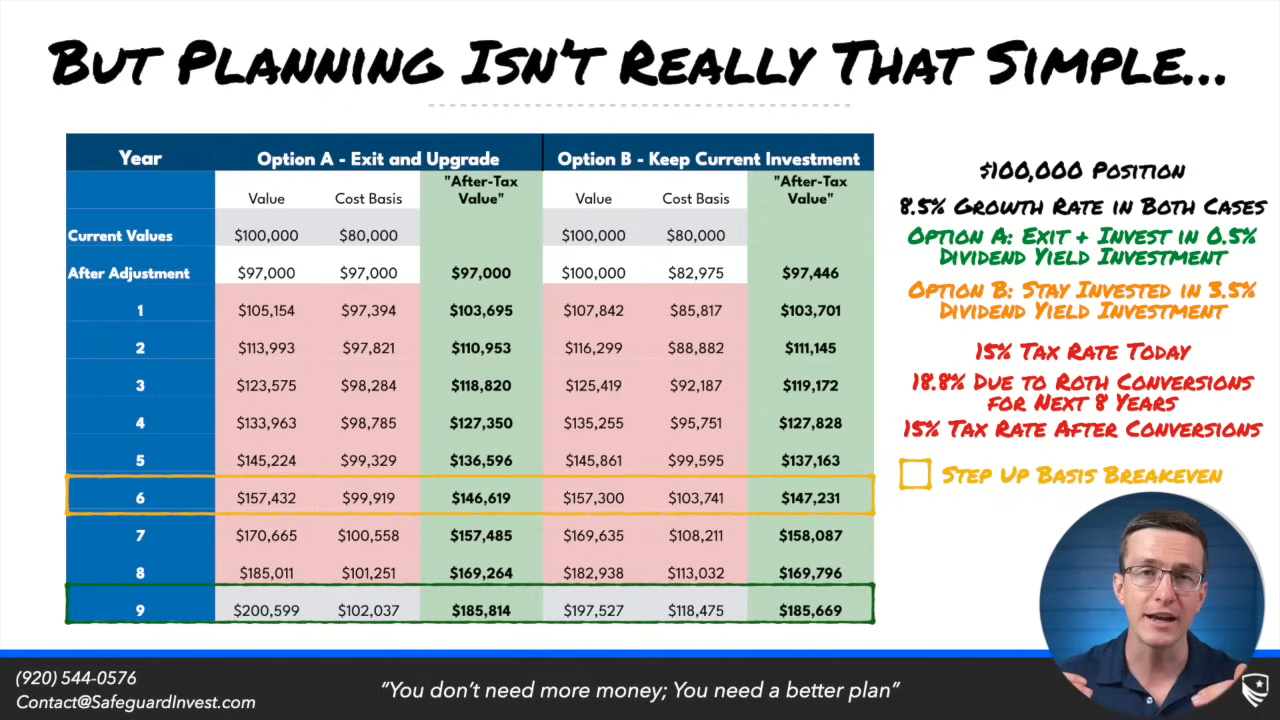 But Planning Isn't Really That Simple...
Year Option A - Exit and Upgrade Option B - Keep Current Investment
Value Cost Basis "After-Tax Value" Value Cost Basis "After-Tax Value"
Current Values $100,000 $80,000 $100,000 $80,000
After Adjustment $97,000 $97,000 $97,000 $100,000 $82,975 $97,446
1 $105,154 $97,394 $103,695 $107,842 $85,817 $103,701
2 $113,993 $97,821 $110,953 $116,299 $88,882 $111,145
3 $123,575 $98,284 $118,820 $125,419 $92,187 $119,172
4 $133,963 $98,785 $127,350 $135,255 $95,751 $127,828
5 $145,224 $99,329 $136,596 $145,861 $99,595 $137,163
6 $157,432 $99,919 $146,619 $157,300 $103,741 $147,231
7 $170,665 $100,558 $157,485 $169,635 $108,211 $158,087
8 $185,011 $101,251 $169,264 $182,938 $113,032 $169,796
9 $200,599 $102,037 $185,814 $197,527 $118,475 $185,669
$100,000 Position
8.5% Growth Rate in Both Cases
Option A: Exit + Invest in 0.5%
Dividend Yield Investment
Option B: Stay Invested in 3.5%
Dividend Yield Investment
15% Tax Rate Today
18.8% Due to Roth Conversions
for Next 8 Years
15% Tax Rate After Conversions
Step Up Basis Breakeven
(920) 544-0576
Contact@SafeguardInvest.com
"You don't need more money; You need a better plan"